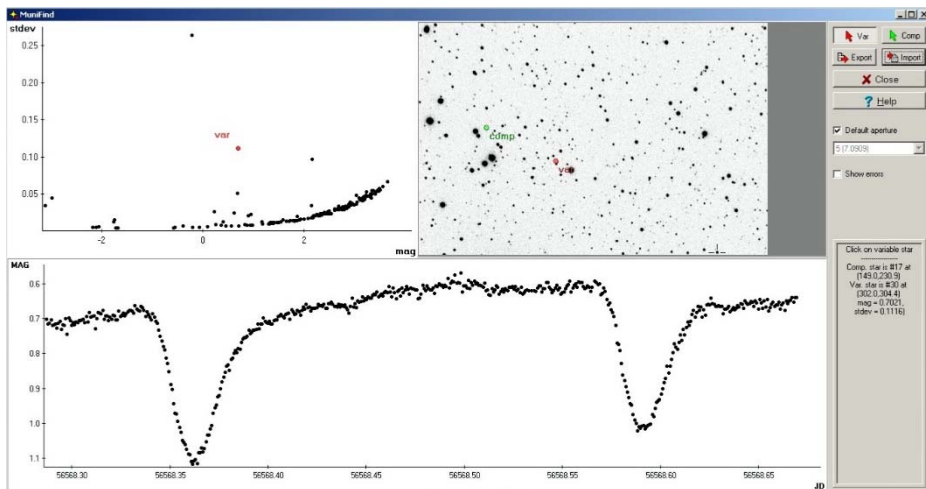 MuniFind
stdev
0.25
0.20
0.15
0.10
0.05
var
-2
0
2
mag
comp
var
Var
Comp
Export
Import
Close
Help
Default aperture
5 (7.0909)
Show errors
Click on variable star
---------------
Comp. star is #17 at
(149.0,230.9)
Var. star is #30 at
(302.0,304.4)
mag = 0.7021,
stdev = 0.1116)
MAG
0.6
0.7
0.8
0.9
1.0
1.1
56568.30
56568.35
56568.40
56568.45
56568.50
56568.55
56568.60
56568.65
JD